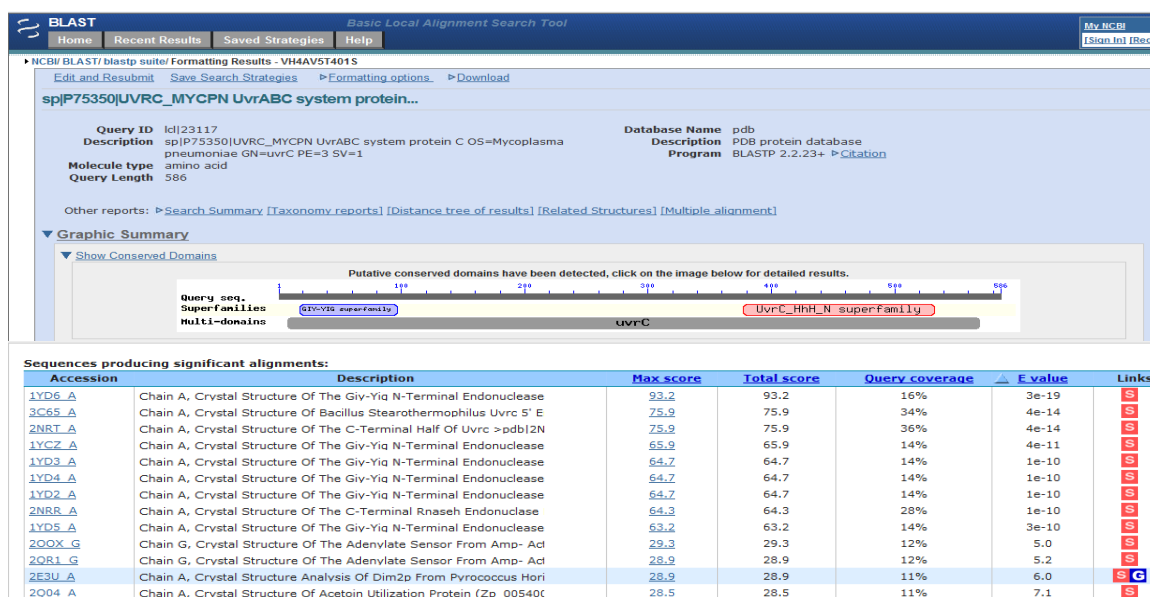 BLAST Basic Local Alignment Search Tool My NCBI
Home Recent Results Saved Strategies Help [Sign In] [Rec
NCBI/ BLAST/ blastp suite/ Formatting Results - VH4AV5T401S
Edit and Resubmit Save Search Strategies Formatting options Download
sp|P75350|UVRC_MYCPN UvrABC system protein...
Query ID lcl|23117 Database Name pdb
Description sp|P75350|UVRC_MYCPN UvrABC system protein C OS=Mycoplasma Description PDB protein database
pneumoniae GN=uvrC PE=3 SV=1 Program BLASTP 2.2.23+ Citation
Molecule type amino acid
Query Length 586
Other reports: Search Summary [Taxonomy reports] [Distance tree of results] [Related Structures] [Multiple alignment]
Graphic Summary
Show Conserved Domains
Putative conserved domains have been detected, click on the image below for detailed results.
1 100 200 300 400 500 586
Query seq.
Superfamilies GIY-YIG superfamily UvrC_HhH_N superfamily
Multi-domains uvrC
Sequences producing significant alignments:
Accession Description Max score Total score Query coverage E value Links
1YD6_A Chain A, Crystal Structure Of The Giy-Yig N-Terminal Endonuclease 93.2 93.2 16% 3e-19 S
3C65_A Chain A, Crystal Structure Of Bacillus Stearothermophilus Uvrc 5' E 75.9 75.9 34% 4e-14 S
2NRT_A Chain A, Crystal Structure Of The C-Terminal Half Of Uvrc >pdb|2N 75.9 75.9 36% 4e-14 S
1YCZ_A Chain A, Crystal Structure Of The Giy-Yig N-Terminal Endonuclease 65.9 65.9 14% 4e-11 S
1YD3_A Chain A, Crystal Structure Of The Giy-Yig N-Terminal Endonuclease 64.7 64.7 14% 1e-10 S
1YD4_A Chain A, Crystal Structure Of The Giy-Yig N-Terminal Endonuclease 64.7 64.7 14% 1e-10 S
1YD2_A Chain A, Crystal Structure Of The Giy-Yig N-Terminal Endonuclease 64.7 64.7 14% 1e-10 S
2NRR_A Chain A, Crystal Structure Of The C-Terminal Rnaseh Endonuclase 64.3 64.3 28% 1e-10 S
1YD5_A Chain A, Crystal Structure Of The Giy-Yig N-Terminal Endonuclease 63.2 63.2 14% 3e-10 S
2OOX_G Chain G, Crystal Structure Of The Adenylate Sensor From Amp- Act 29.3 29.3 12% 5.0 S
2QR1_G Chain G, Crystal Structure Of The Adenylate Sensor From Amp- Act 28.9 28.9 12% 5.2 S
2E3U_A Chain A, Crystal Structure Analysis Of Dim2p From Pyrococcus Hori 28.9 28.9 11% 6.0 S G
2Q04_A Chain A, Crystal Structure Of Acetoin Utilization Protein (Zp_00540( 28.5 28.5 11% 7.1 S